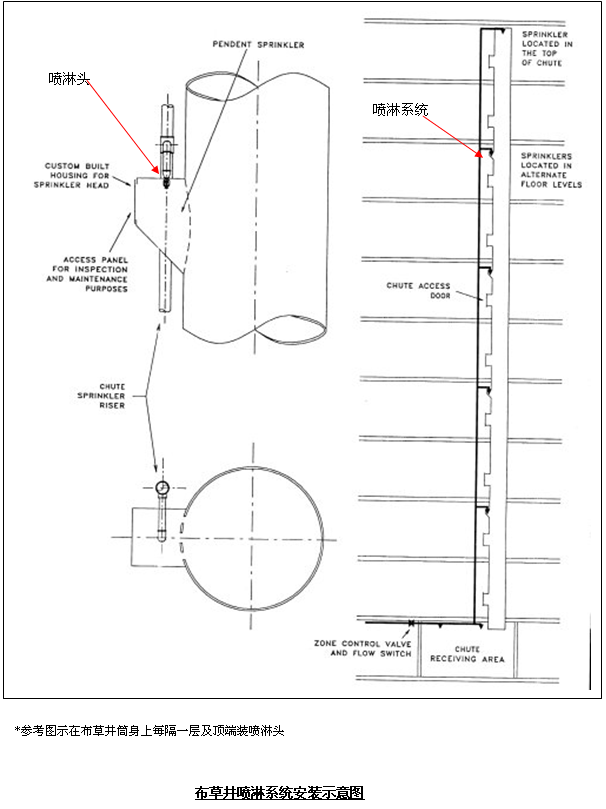 PENDENT SPRINKLER
喷淋头
CUSTOM BUILT
HOUSING FOR
SPRINKLER HEAD
ACCESS PANEL
FOR INSPECTION
AND MAINTENANCE
PURPOSES
CHUTE
SPRINKLER
RISER
SPRINKLER
LOCATED IN
THE TOP
OF CHUTE
喷淋系统
SPRINKLERS
LOCATED IN
ALTERNATE
FLOOR LEVELS
CHUTE ACCESS
DOOR
ZONE CONTROL VALVE
AND FLOW SWITCH
CHUTE
RECEIVING AREA
*参考图示在布草井筒身上每隔一层及顶端装喷淋头
布草井喷淋系统安装示意图